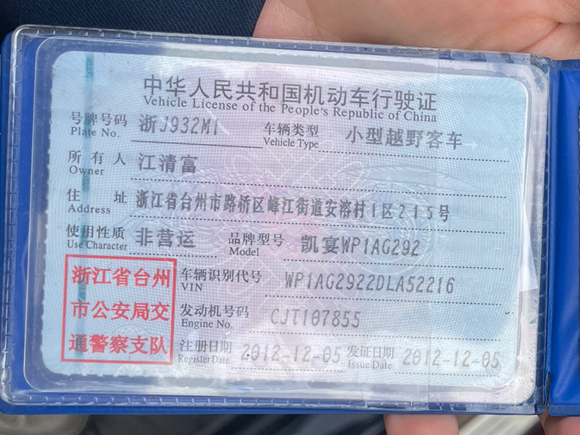 中华人民共和国机动车行驶证
Vehicle License of the People's Republic of China
号牌号码 浙J932M1 车辆类型 小型越野客车
Plate No. Vehicle Type
所有人 江清富
Owner
住址 浙江省台州市路桥区峰江街道安溶村1区215号
Address
使用性质 非营运 品牌型号 凯宴WP1AG292
Use Character Model
浙江省台州
市公安局交
通警察支队
车辆识别代号 WP1AG2922DLA52216
VIN
发动机号码 CJT107855
Engine No.
注册日期 2012-12-05 发证日期 2012-12-05
Register Date Issue Date